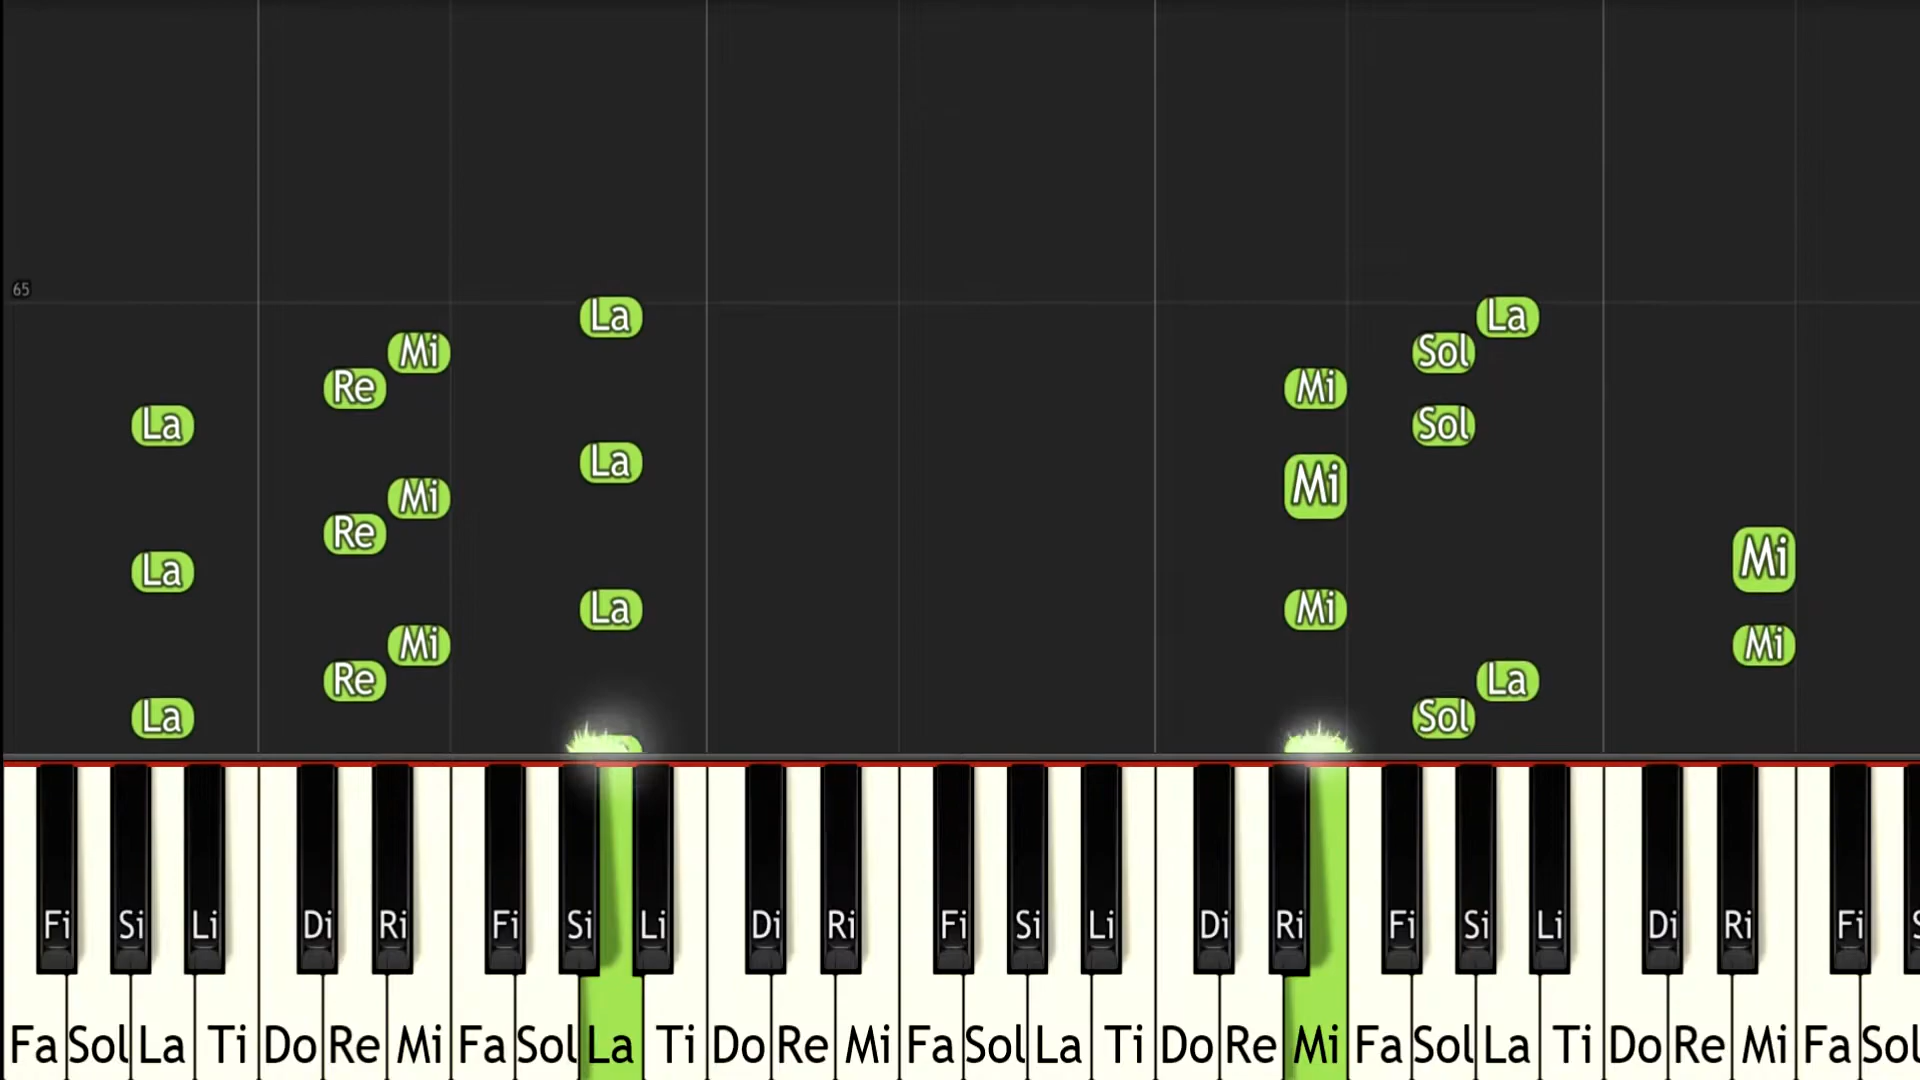 65
La La
Mi Sol
Re Mi
La Sol
La
Mi Mi
Re
La Mi
La Mi
Mi Mi
Re La
La Sol
Fi Si Li Di Ri Fi Si Li Di Ri Fi Si Li Di Ri Fi Si Li Di Ri Fi S
Fa Sol La Ti Do Re Mi Fa Sol La Ti Do Re Mi Fa Sol La Ti Do Re Mi Fa Sol La Ti Do Re Mi Fa Sol